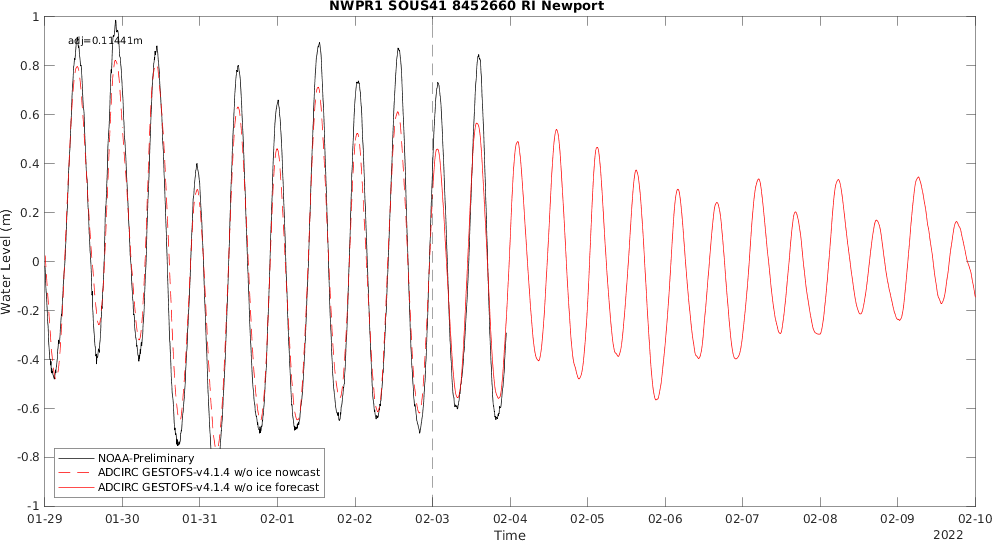 NWPR1 SOUS41 8452660 RI Newport
adj=0.11441m
Water Level (m)
1
0.8
0.6
0.4
0.2
0
-0.2
-0.4
-0.6
-0.8
-1
NOAA-Preliminary
ADCIRC GESTOFS-v4.1.4 w/o ice nowcast
ADCIRC GESTOFS-v4.1.4 w/o ice forecast
01-29 01-30 01-31 02-01 02-02 02-03 02-04 02-05 02-06 02-07 02-08 02-09 02-10
Time
2022